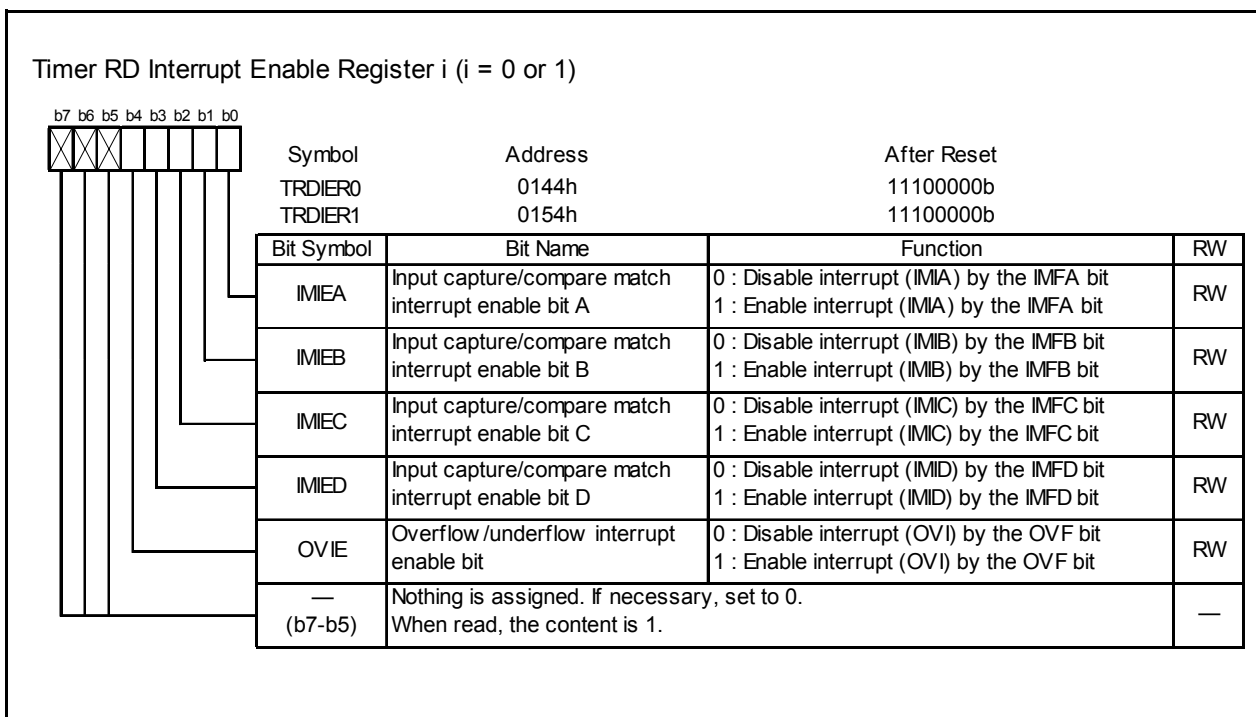 Timer RD Interrupt Enable Register i (i = 0 or 1)
b7 b6 b5 b4 b3 b2 b1 b0
Symbol Address After Reset
TRDIER0 0144h 11100000b
TRDIER1 0154h 11100000b
Bit Symbol Bit Name Function RW
IMIEA Input capture/compare match interrupt enable bit A 0 : Disable interrupt (IMIA) by the IMFA bit
1 : Enable interrupt (IMIA) by the IMFA bit RW
IMIEB Input capture/compare match interrupt enable bit B 0 : Disable interrupt (IMIB) by the IMFB bit
1 : Enable interrupt (IMIB) by the IMFB bit RW
IMIEC Input capture/compare match interrupt enable bit C 0 : Disable interrupt (IMIC) by the IMFC bit
1 : Enable interrupt (IMIC) by the IMFC bit RW
IMIED Input capture/compare match interrupt enable bit D 0 : Disable interrupt (IMID) by the IMFD bit
1 : Enable interrupt (IMID) by the IMFD bit RW
OVIE Overflow/underflow interrupt enable bit 0 : Disable interrupt (OVI) by the OVF bit
1 : Enable interrupt (OVI) by the OVF bit RW
— (b7-b5) Nothing is assigned. If necessary, set to 0.
When read, the content is 1. —